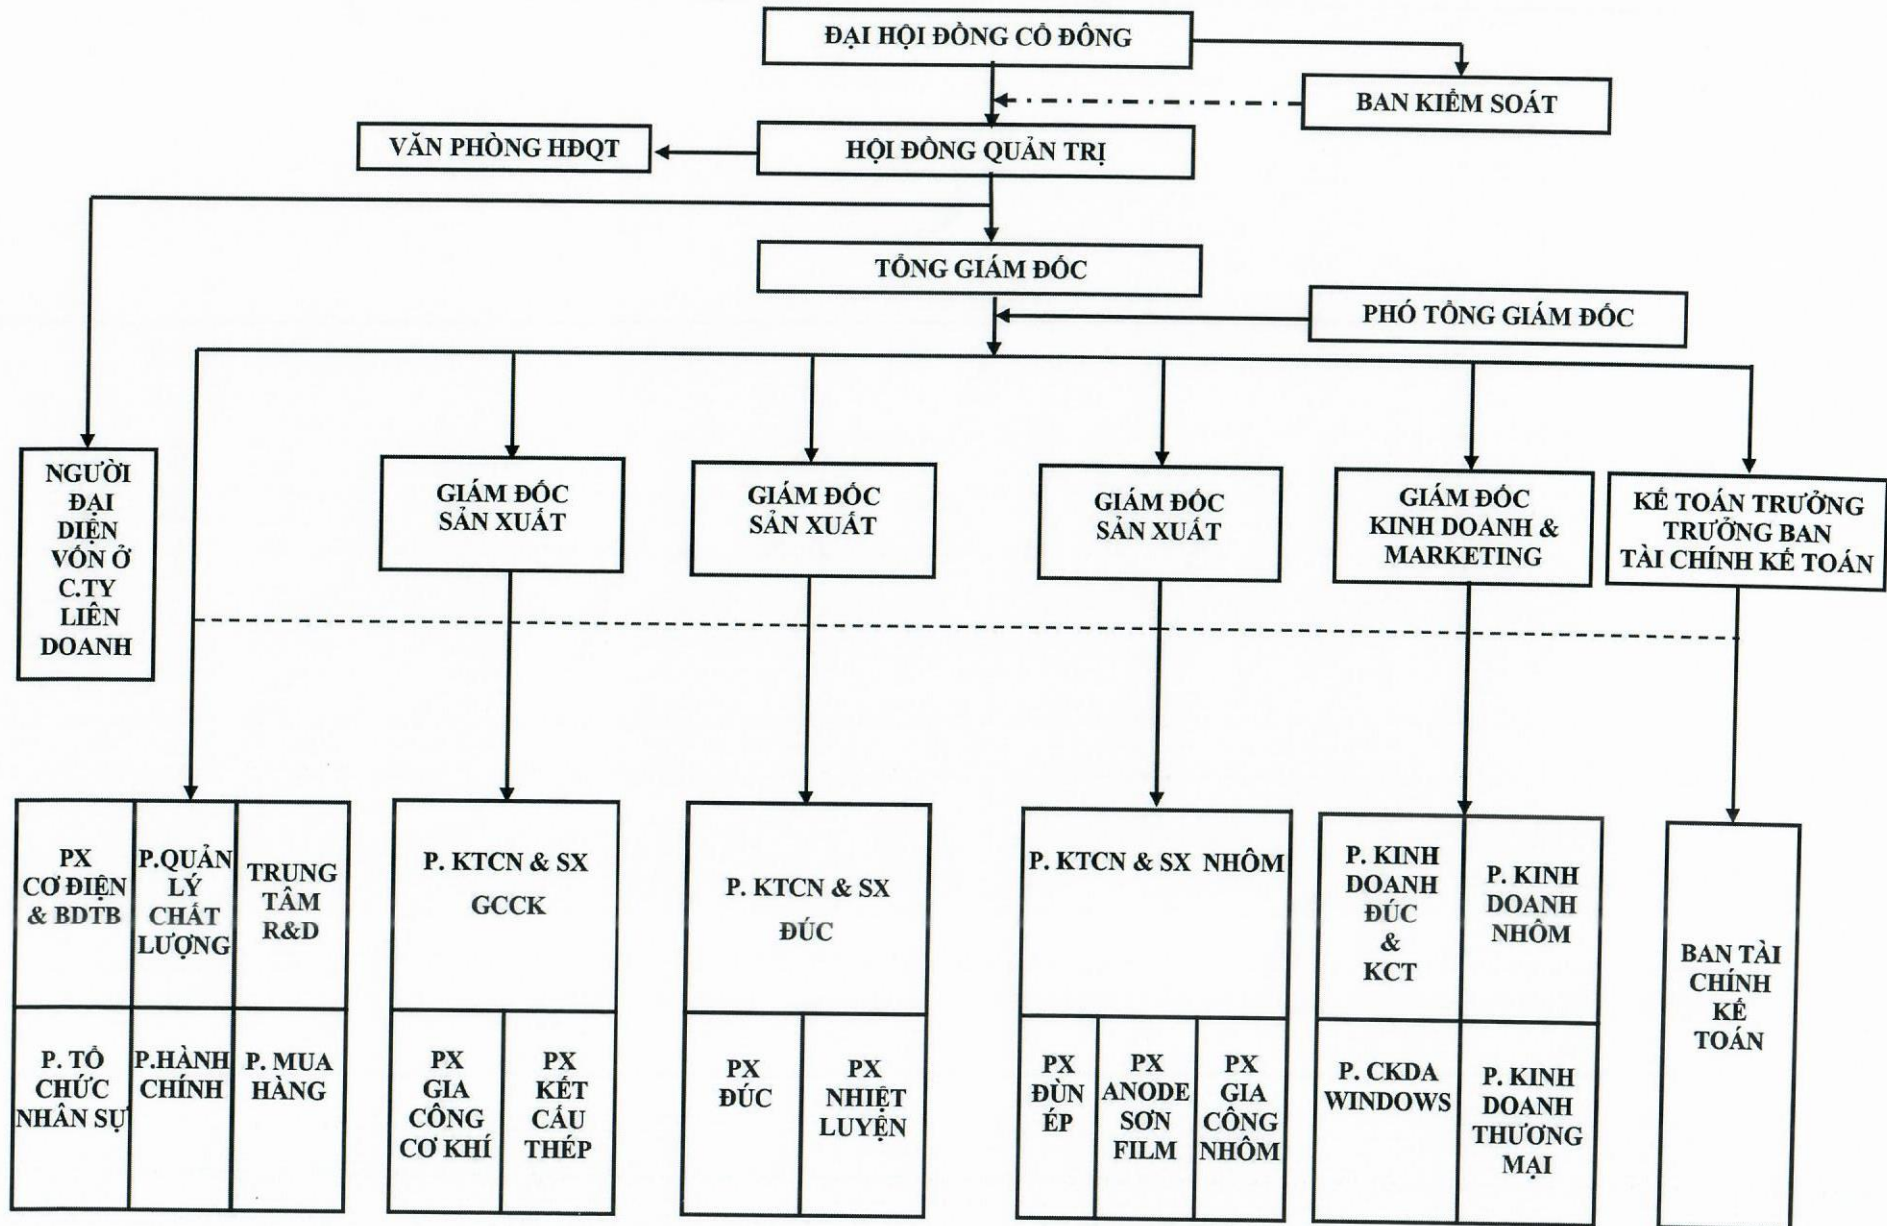 ĐẠI HỘI ĐỒNG CỔ ĐÔNG
BAN KIỂM SOÁT
VĂN PHÒNG HĐQT
HỘI ĐỒNG QUẢN TRỊ
TỔNG GIÁM ĐỐC
PHÓ TỔNG GIÁM ĐỐC
NGƯỜI
ĐẠI
DIỆN
VỐN Ở
C.TY
LIÊN
DOANH
GIÁM ĐỐC
SẢN XUẤT
GIÁM ĐỐC
SẢN XUẤT
GIÁM ĐỐC
SẢN XUẤT
GIÁM ĐỐC
KINH DOANH &
MARKETING
KẾ TOÁN TRƯỞNG
TRƯỞNG BAN
TÀI CHÍNH KẾ TOÁN
PX
CƠ ĐIỆN
& BDTB
P.QUẢN
LÝ
CHẤT
LƯỢNG
TRUNG
TÂM
R&D
P. TỔ
CHỨC
NHÂN SỰ
P.HÀNH
CHÍNH
P. MUA
HÀNG
P. KTCN & SX
GCCK
PX
GIA
CÔNG
CƠ KHÍ
PX
KẾT
CẤU
THÉP
P. KTCN & SX
ĐÚC
PX
ĐÚC
PX
NHIỆT
LUYỆN
P. KTCN & SX NHÔM
PX
ĐÙN
ÉP
PX
ANODE
SƠN
FILM
PX
GIA
CÔNG
NHÔM
P. KINH
DOANH
ĐÚC
&
KCT
P. KINH
DOANH
NHÔM
P. CKDA
WINDOWS
P. KINH
DOANH
THƯƠNG
MẠI
BAN TÀI
CHÍNH
KẾ
TOÁN